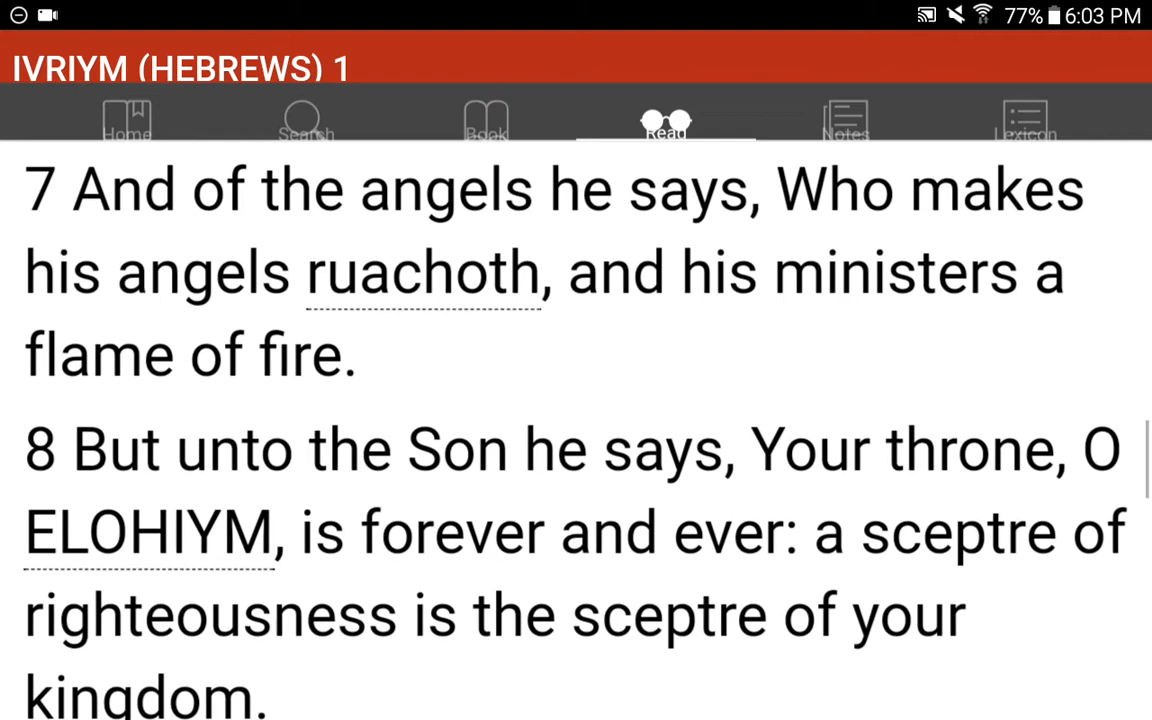 77% 6:03 PM
IVRIYM (HEBREWS) 1
Home Search Book Read Notes Lexicon
7 And of the angels he says, Who makes
his angels ruachoth, and his ministers a
flame of fire.
8 But unto the Son he says, Your throne, O
ELOHIYM, is forever and ever: a sceptre of
righteousness is the sceptre of your
kingdom.